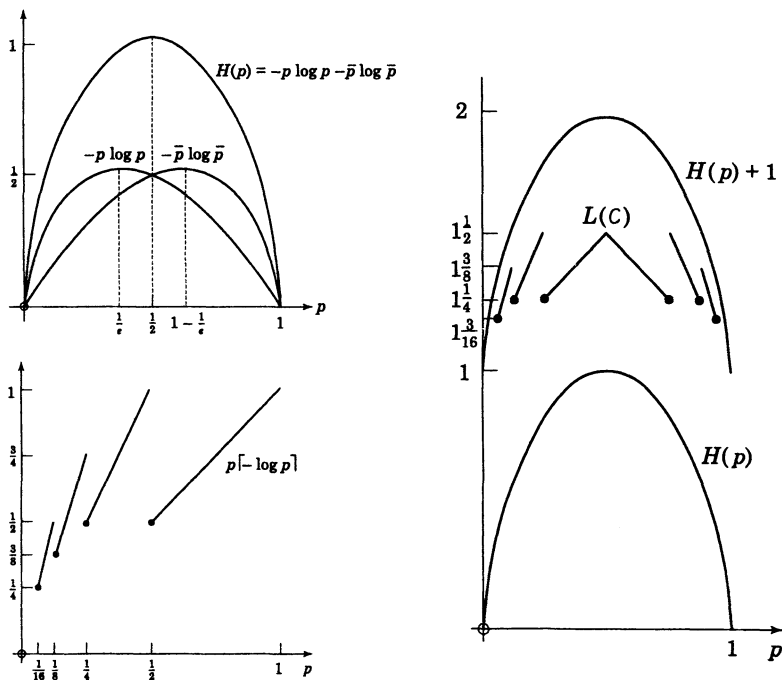 1
H(p) = -p log p - p̄ log p̄
-p log p
-p̄ log p̄
1/2
1/e
1/2
1 - 1/e
1
p
1
3/4
p⌈-log p⌉
1/2
3/8
1/4
1/16
1/8
1/4
1/2
1
p
2
H(p) + 1
L(C)
1 1/2
1 3/8
1 1/4
1 3/16
1
H(p)
1
p